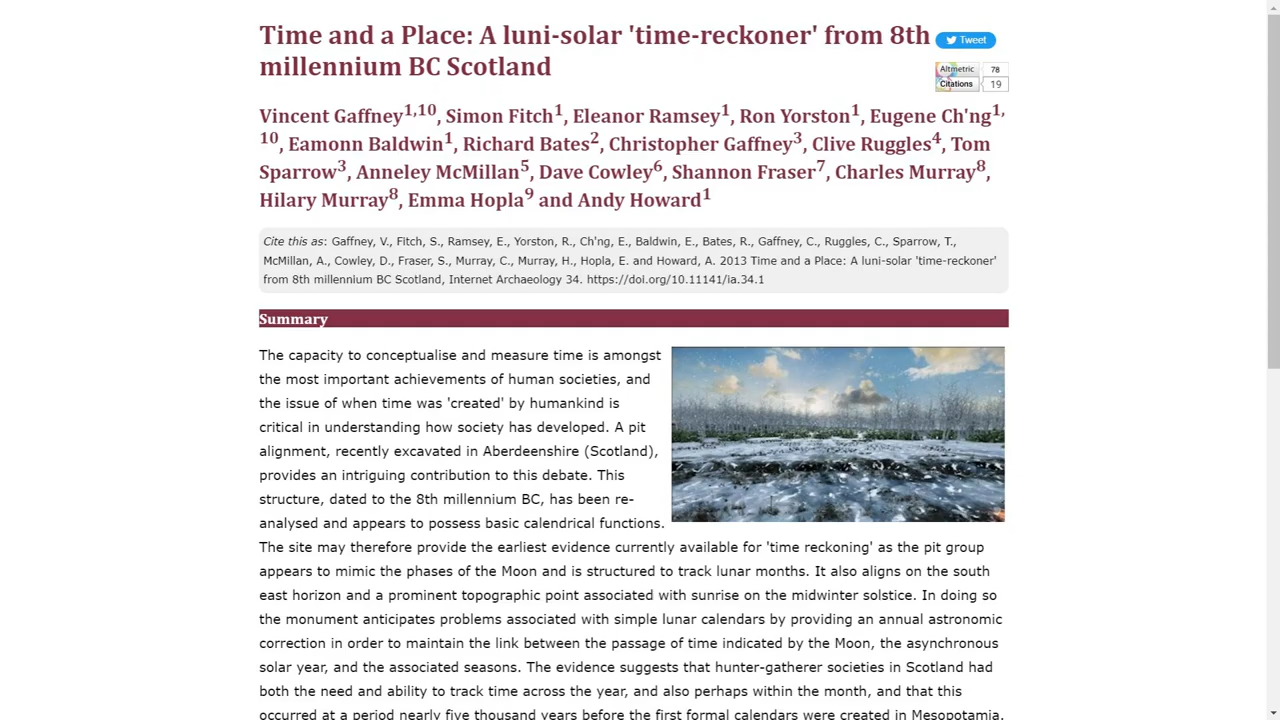 Time and a Place: A luni-solar 'time-reckoner' from 8th
millennium BC Scotland
Tweet
Altmetric 78
Citations 19
Vincent Gaffney1,10, Simon Fitch1, Eleanor Ramsey1, Ron Yorston1, Eugene Ch'ng1,
10, Eamonn Baldwin1, Richard Bates2, Christopher Gaffney3, Clive Ruggles4, Tom
Sparrow3, Anneley McMillan5, Dave Cowley6, Shannon Fraser7, Charles Murray8,
Hilary Murray8, Emma Hopla9 and Andy Howard1
Cite this as: Gaffney, V., Fitch, S., Ramsey, E., Yorston, R., Ch'ng, E., Baldwin, E., Bates, R., Gaffney, C., Ruggles, C., Sparrow, T.,
McMillan, A., Cowley, D., Fraser, S., Murray, C., Murray, H., Hopla, E. and Howard, A. 2013 Time and a Place: A luni-solar 'time-reckoner'
from 8th millennium BC Scotland, Internet Archaeology 34. https://doi.org/10.11141/ia.34.1
Summary
The capacity to conceptualise and measure time is amongst
the most important achievements of human societies, and
the issue of when time was 'created' by humankind is
critical in understanding how society has developed. A pit
alignment, recently excavated in Aberdeenshire (Scotland),
provides an intriguing contribution to this debate. This
structure, dated to the 8th millennium BC, has been re-
analysed and appears to possess basic calendrical functions.
The site may therefore provide the earliest evidence currently available for 'time reckoning' as the pit group
appears to mimic the phases of the Moon and is structured to track lunar months. It also aligns on the south
east horizon and a prominent topographic point associated with sunrise on the midwinter solstice. In doing so
the monument anticipates problems associated with simple lunar calendars by providing an annual astronomic
correction in order to maintain the link between the passage of time indicated by the Moon, the asynchronous
solar year, and the associated seasons. The evidence suggests that hunter-gatherer societies in Scotland had
both the need and ability to track time across the year, and also perhaps within the month, and that this
occurred at a period nearly five thousand years before the first formal calendars were created in Mesopotamia.